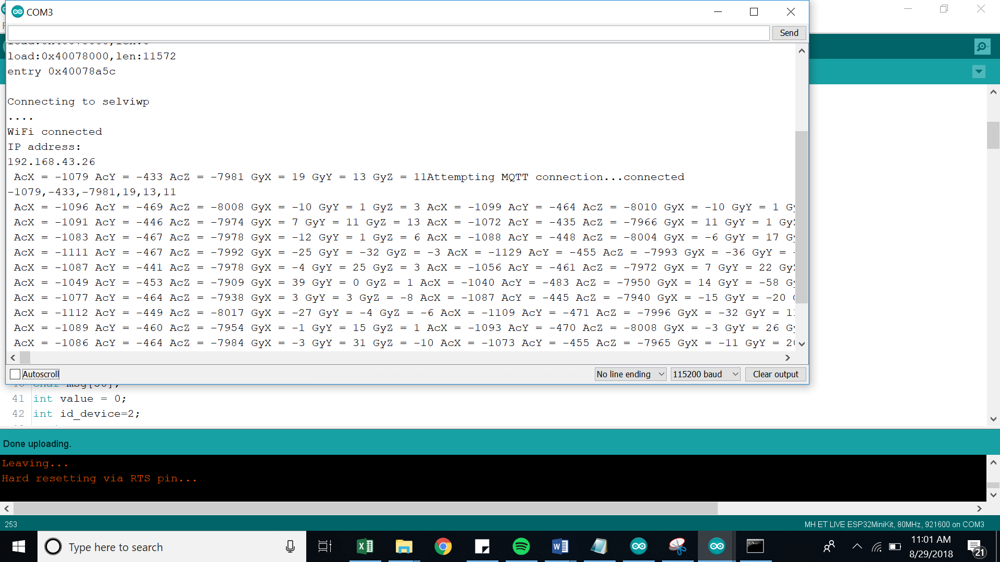 COM3
Send
load:0x40078000,len:11572
entry 0x40078a5c
Connecting to selviwp
....
WiFi connected
IP address:
192.168.43.26
AcX = -1079 AcY = -433 AcZ = -7981 GyX = 19 GyY = 13 GyZ = 11Attempting MQTT connection...connected
-1079,-433,-7981,19,13,11
AcX = -1096 AcY = -469 AcZ = -8008 GyX = -10 GyY = 1 GyZ = 3 AcX = -1099 AcY = -464 AcZ = -8010 GyX = -10 GyY = 1
AcX = -1091 AcY = -446 AcZ = -7974 GyX = 7 GyY = 11 GyZ = 13 AcX = -1072 AcY = -435 AcZ = -7966 GyX = 11 GyY = 1
AcX = -1083 AcY = -467 AcZ = -7978 GyX = -12 GyY = 1 GyZ = 6 AcX = -1088 AcY = -448 AcZ = -8004 GyX = -6 GyY = 17
AcX = -1111 AcY = -467 AcZ = -7992 GyX = -25 GyY = -32 GyZ = -3 AcX = -1129 AcY = -455 AcZ = -7993 GyX = -36 GyY =
AcX = -1087 AcY = -441 AcZ = -7978 GyX = -4 GyY = 25 GyZ = 3 AcX = -1056 AcY = -461 AcZ = -7972 GyX = 7 GyY = 22
AcX = -1049 AcY = -453 AcZ = -7909 GyX = 39 GyY = 0 GyZ = 1 AcX = -1040 AcY = -483 AcZ = -7950 GyX = 14 GyY = -58
AcX = -1077 AcY = -464 AcZ = -7938 GyX = 3 GyY = 3 GyZ = -8 AcX = -1087 AcY = -445 AcZ = -7940 GyX = -15 GyY = -20
AcX = -1112 AcY = -449 AcZ = -8017 GyX = -27 GyY = -4 GyZ = -6 AcX = -1109 AcY = -471 AcZ = -7996 GyX = -32 GyY =
AcX = -1089 AcY = -460 AcZ = -7954 GyX = -1 GyY = 15 GyZ = 1 AcX = -1093 AcY = -470 AcZ = -8008 GyX = -3 GyY = 26
AcX = -1086 AcY = -464 AcZ = -7984 GyX = -3 GyY = 31 GyZ = -10 AcX = -1073 AcY = -455 AcZ = -7965 GyX = -11 GyY =
Autoscroll
No line ending
115200 baud
Clear output
41 int value = 0;
42 int id_device=2;
Done uploading.
Leaving...
Hard resetting via RTS pin...
253
MH ET LIVE ESP32MiniKit, 80MHz, 921600 on COM3
Type here to search
11:01 AM
8/29/2018
21